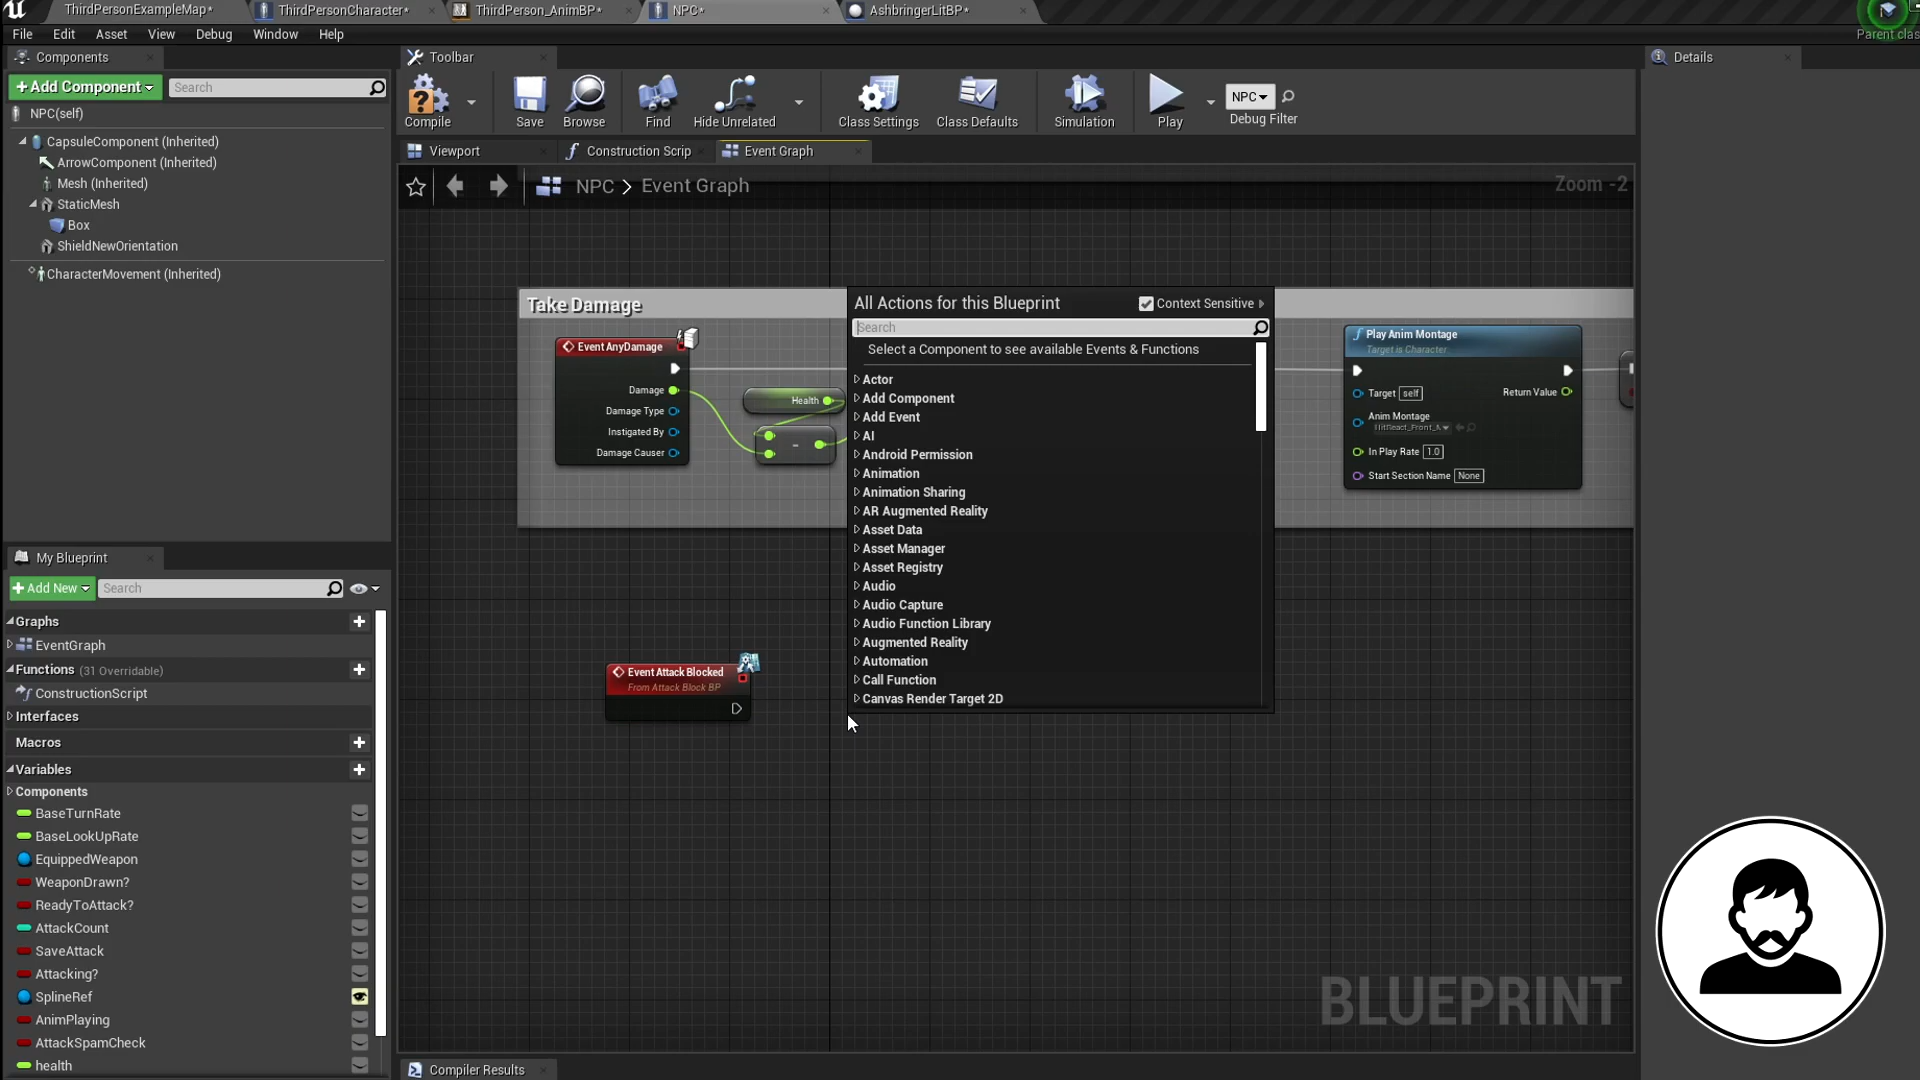 ThirdPersonExampleMap*
ThirdPersonCharacter*
ThirdPerson_AnimBP*
NPC*
AshbringerLitBP*
File
Edit
Asset
View
Debug
Window
Help
Parent clas
Components
Toolbar
Details
+Add Component
Search
NPC(self)
CapsuleComponent (Inherited)
ArrowComponent (Inherited)
Mesh (Inherited)
StaticMesh
Box
ShieldNewOrientation
CharacterMovement (Inherited)
Compile
Save
Browse
Find
Hide Unrelated
Class Settings
Class Defaults
Simulation
Play
NPC
Debug Filter
Viewport
Construction Scrip
Event Graph
NPC > Event Graph
Zoom -2
Take Damage
Event AnyDamage
Damage
Damage Type
Instigated By
Damage Causer
Health
-
All Actions for this Blueprint
Context Sensitive
Search
Select a Component to see available Events & Functions
Actor
Add Component
Add Event
AI
Android Permission
Animation
Animation Sharing
AR Augmented Reality
Asset Data
Asset Manager
Asset Registry
Audio
Audio Capture
Audio Function Library
Augmented Reality
Automation
Call Function
Canvas Render Target 2D
Play Anim Montage
Target is Character
Target self
Return Value
Anim Montage
In Play Rate 1.0
Start Section Name None
Event Attack Blocked
From Attack Block BP
My Blueprint
+Add New
Search
Graphs
EventGraph
Functions (31 Overridable)
ConstructionScript
Interfaces
Macros
Variables
Components
BaseTurnRate
BaseLookUpRate
EquippedWeapon
WeaponDrawn?
ReadyToAttack?
AttackCount
SaveAttack
Attacking?
SplineRef
AnimPlaying
AttackSpamCheck
health
BLUEPRINT
Compiler Results